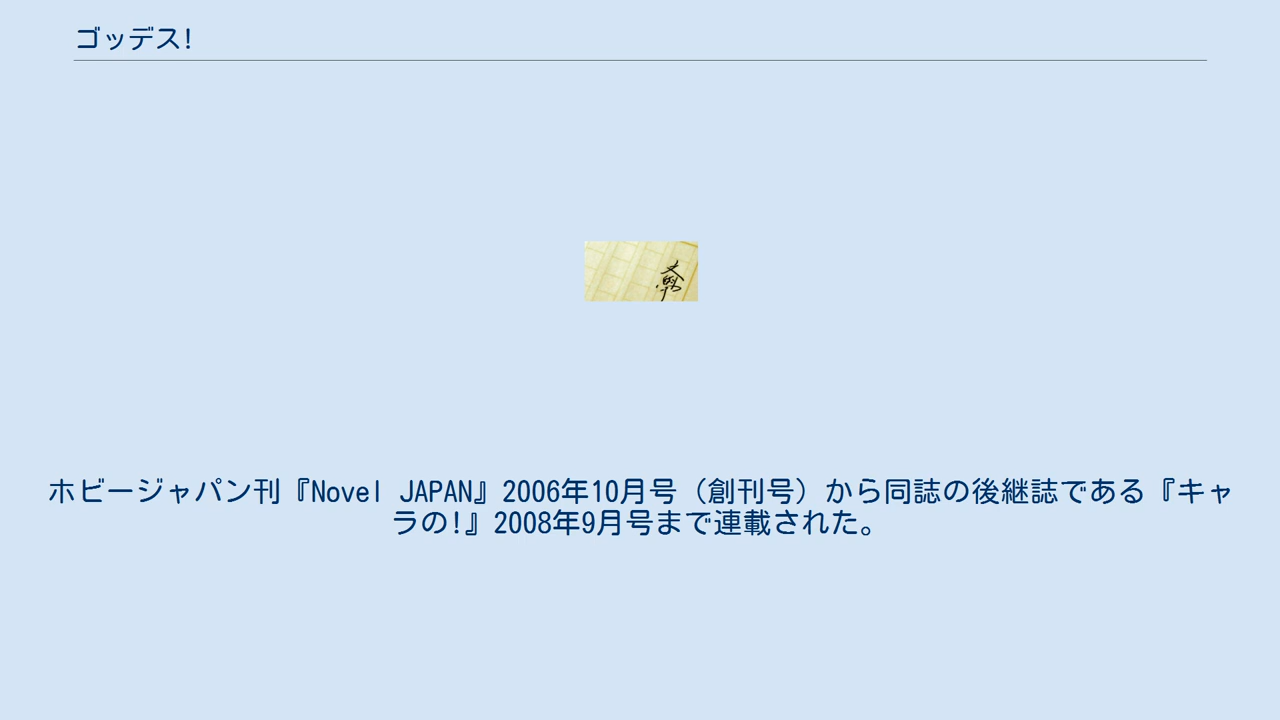 ゴッデス!
ホビージャパン刊『Novel JAPAN』2006年10月号（創刊号）から同誌の後継誌である『キャ
ラの!』2008年9月号まで連載された。